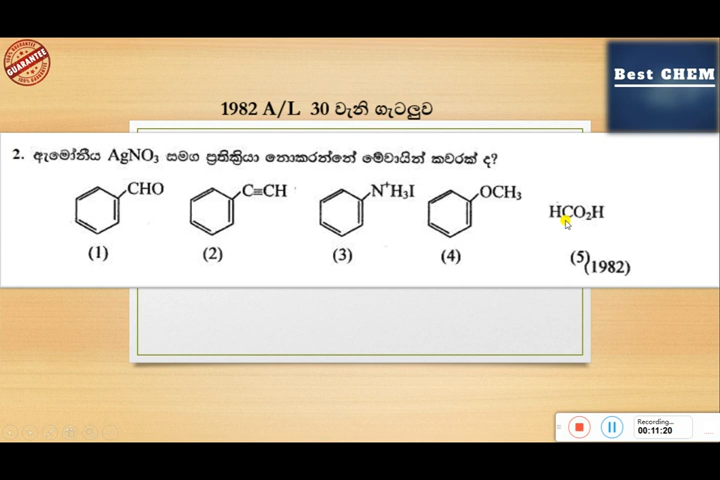 GUARANTEE
Best CHEM
1982 A/L 30 වැනි ගැටලුව
2. ඇමෝනීය AgNO₃ සමග ප්‍රතික්‍රියා නොකරන්නේ මේවායින් කවරක් ද?
CHO
C≡CH
N⁺H₃I
OCH₃
HCO₂H
(1) (2) (3) (4) (5)
(1982)
Recording...
00:11:20